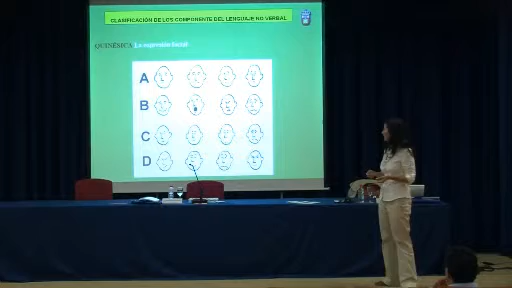 CLASIFICACIÓN DE LOS COMPONENTE DEL LENGUAJE NO VERBAL
QUINÉSICA La expresión facial
A
B
C
D